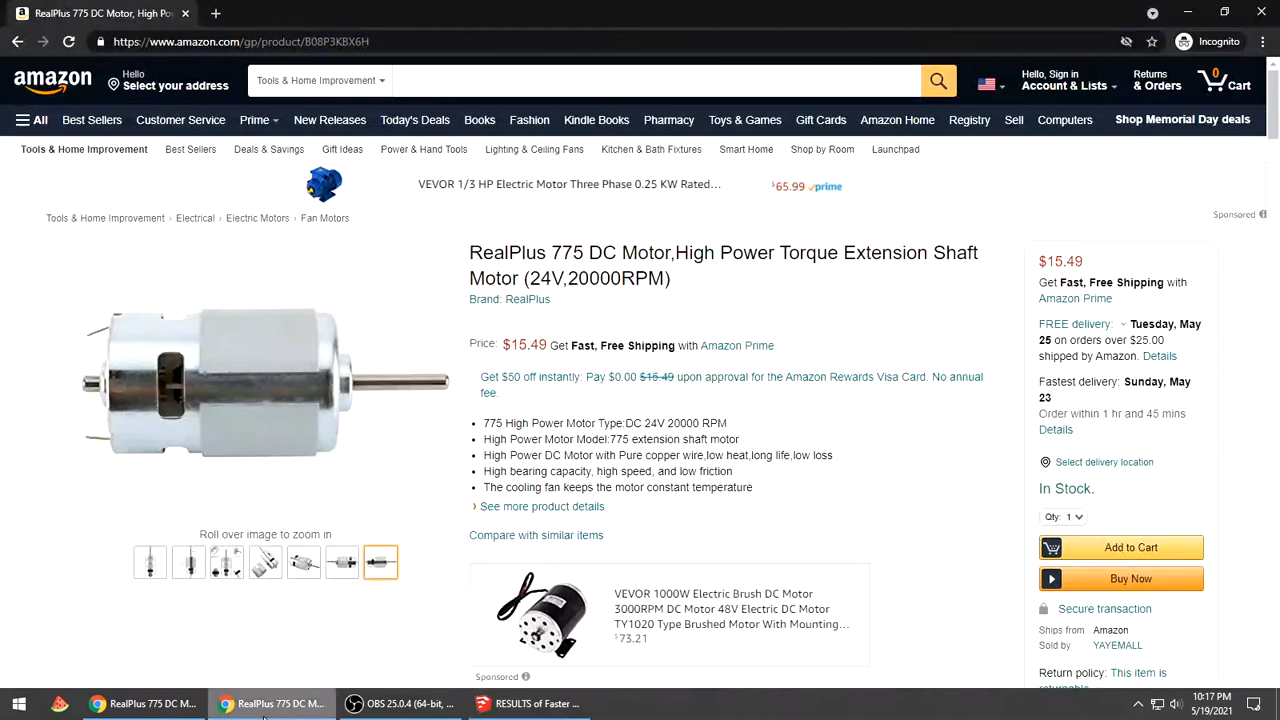 RealPlus 775 DC Motor, High Po
https://www.amazon.com/gp/product/B08P3KBX6H
Incognito
amazon
Hello
Select your address
Tools & Home Improvement
Hello, Sign in
Account & Lists
Returns
& Orders
0
Cart
All
Best Sellers
Customer Service
Prime
New Releases
Today's Deals
Books
Fashion
Kindle Books
Pharmacy
Toys & Games
Gift Cards
Amazon Home
Registry
Sell
Computers
Shop Memorial Day deals
Tools & Home Improvement
Best Sellers
Deals & Savings
Gift Ideas
Power & Hand Tools
Lighting & Ceiling Fans
Kitchen & Bath Fixtures
Smart Home
Shop by Room
Launchpad
VEVOR 1/3 HP Electric Motor Three Phase 0.25 KW Rated…
$65.99 prime
Sponsored
Tools & Home Improvement › Electrical › Electric Motors › Fan Motors
RealPlus 775 DC Motor,High Power Torque Extension Shaft
Motor (24V,20000RPM)
Brand: RealPlus
Price: $15.49 Get Fast, Free Shipping with Amazon Prime
Get $50 off instantly: Pay $0.00 $15.49 upon approval for the Amazon Rewards Visa Card. No annual
fee.
• 775 High Power Motor Type:DC 24V 20000 RPM
• High Power Motor Model:775 extension shaft motor
• High Power DC Motor with Pure copper wire,low heat,long life,low loss
• High bearing capacity, high speed, and low friction
• The cooling fan keeps the motor constant temperature
› See more product details
Compare with similar items
Roll over image to zoom in
VEVOR 1000W Electric Brush DC Motor
3000RPM DC Motor 48V Electric DC Motor
TY1020 Type Brushed Motor With Mounting…
$73.21
Sponsored
$15.49
Get Fast, Free Shipping with
Amazon Prime
FREE delivery: Tuesday, May
25 on orders over $25.00
shipped by Amazon. Details
Fastest delivery: Sunday, May
23
Order within 1 hr and 45 mins
Details
Select delivery location
In Stock.
Qty: 1
Add to Cart
Buy Now
Secure transaction
Ships from Amazon
Sold by YAYEMALL
Return policy: This item is
returnable
RealPlus 775 DC M...
RealPlus 775 DC M...
OBS 25.0.4 (64-bit, ...
RESULTS of Faster ...
10:17 PM
5/19/2021